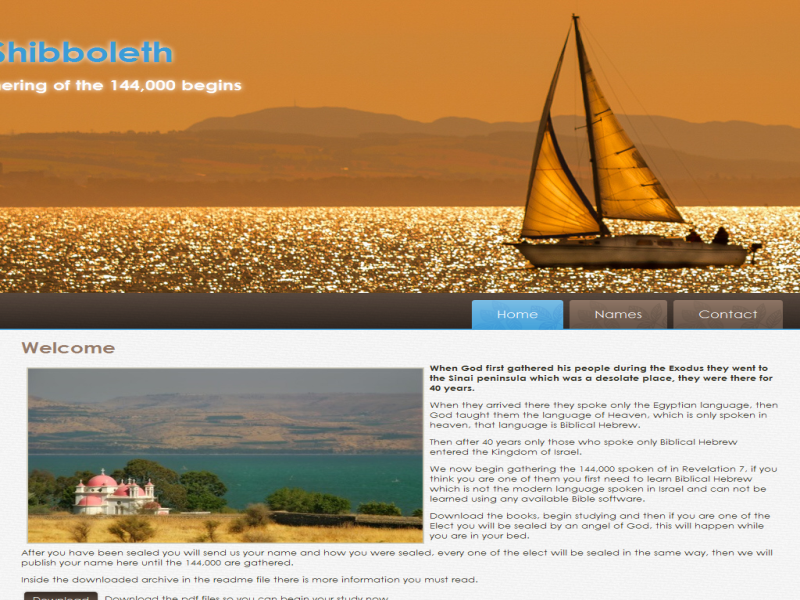 Shibboleth
ering of the 144,000 begins
Home
Names
Contact
Welcome
When God first gathered his people during the Exodus they went to
the Sinai peninsula which was a desolate place, they were there for
40 years.
When they arrived there they spoke only the Egyptian language, then
God taught them the language of Heaven, which is only spoken in
heaven, that language is Biblical Hebrew.
Then after 40 years only those who spoke only Biblical Hebrew
entered the Kingdom of Israel.
We now begin gathering the 144,000 spoken of in Revelation 7, if you
think you are one of them you first need to learn Biblical Hebrew
which is not the modern language spoken in Israel and can not be
learned using any available Bible software.
Download the books, begin studying and then if you are one of the
Elect you will be sealed by an angel of God, this will happen while
you are in your bed.
After you have been sealed you will send us your name and how you were sealed, every one of the elect will be sealed in the same way, then we will
publish your name here until the 144,000 are gathered.
Inside the downloaded archive in the readme file there is more information you must read.
Download
Download the pdf files so you can begin your study now